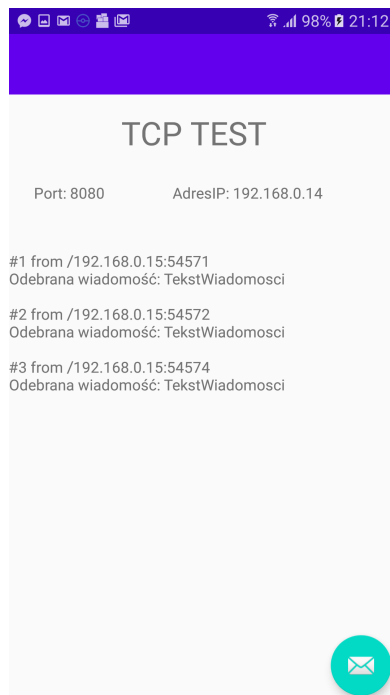 98% 21:12
TCP TEST
Port: 8080 AdresIP: 192.168.0.14
#1 from /192.168.0.15:54571
Odebrana wiadomość: TekstWiadomosci
#2 from /192.168.0.15:54572
Odebrana wiadomość: TekstWiadomosci
#3 from /192.168.0.15:54574
Odebrana wiadomość: TekstWiadomosci